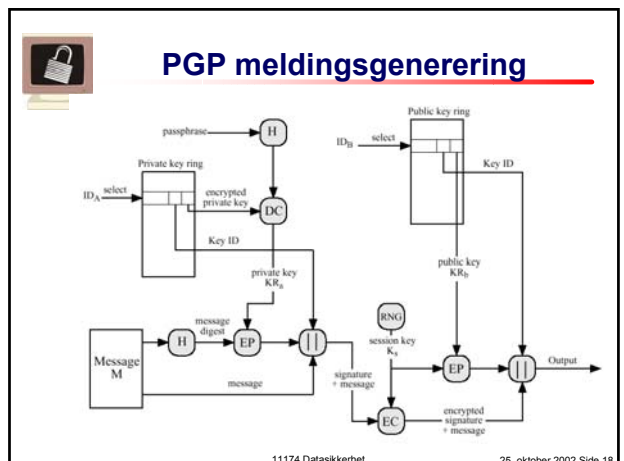 PGP meldingsgenerering
Public key ring
passphrase
H
select
ID_B
Key ID
Private key ring
select
ID_A
encrypted
private key
DC
Key ID
private key
KR_a
public key
KR_b
RNG
message
digest
session key
K_s
H
EP
||
EP
||
Output
Message
M
message
signature
+ message
EC
encrypted
signature
+ message
11174 Datasikkerhet
25. oktober 2002 Side 18